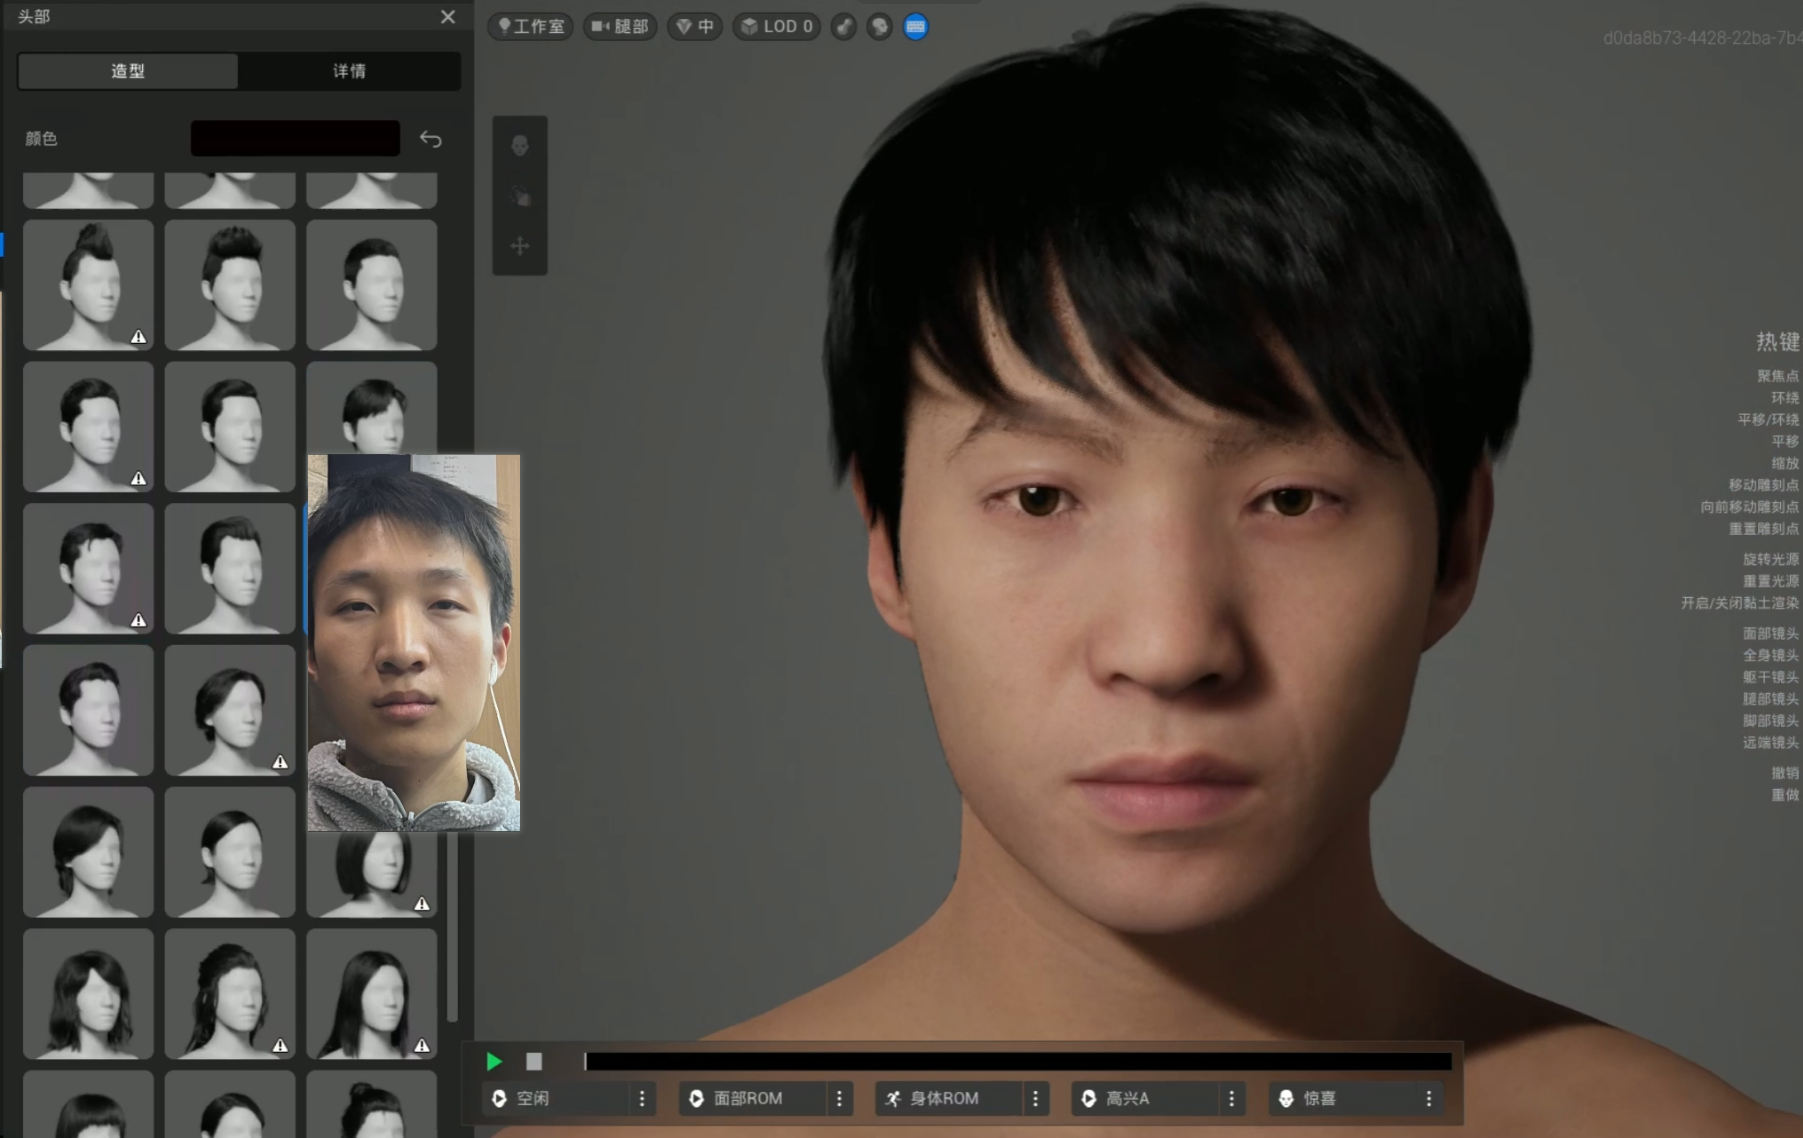 头部
造型
详情
颜色
工作室
腿部
中
LOD 0
d0da8b73-4428-22ba-7b4
热键
聚焦点
环绕
平移/环绕
平移
缩放
移动雕刻点
向前移动雕刻点
重置雕刻点
旋转光源
重置光源
开启/关闭黏土渲染
面部镜头
全身镜头
躯干镜头
腿部镜头
脚部镜头
远端镜头
撤销
重做
空闲
面部ROM
身体ROM
高兴A
惊喜